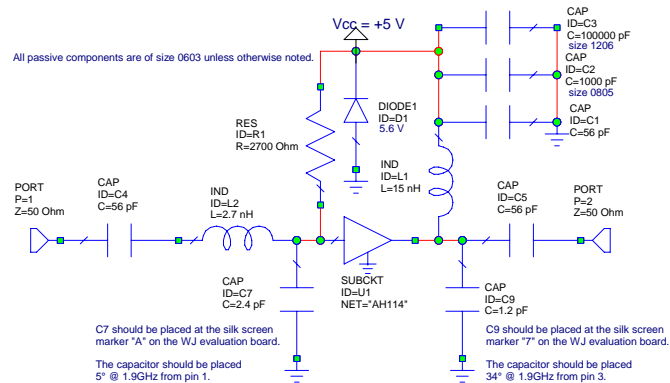 Vcc = +5 V
All passive components are of size 0603 unless otherwise noted.
CAP
ID=C3
C=100000 pF
size 1206
CAP
ID=C2
C=1000 pF
size 0805
CAP
ID=C1
C=56 pF
RES
ID=R1
R=2700 Ohm
DIODE1
ID=D1
5.6 V
IND
ID=L1
L=15 nH
PORT
P=1
Z=50 Ohm
CAP
ID=C4
C=56 pF
IND
ID=L2
L=2.7 nH
CAP
ID=C5
C=56 pF
PORT
P=2
Z=50 Ohm
CAP
ID=C7
C=2.4 pF
SUBCKT
ID=U1
NET="AH114"
CAP
ID=C9
C=1.2 pF
C7 should be placed at the silk screen
marker "A" on the WJ evaluation board.
The capacitor should be placed
5° @ 1.9GHz from pin 1.
C9 should be placed at the silk screen
marker "7" on the WJ evaluation board.
The capacitor should be placed
34° @ 1.9GHz from pin 3.